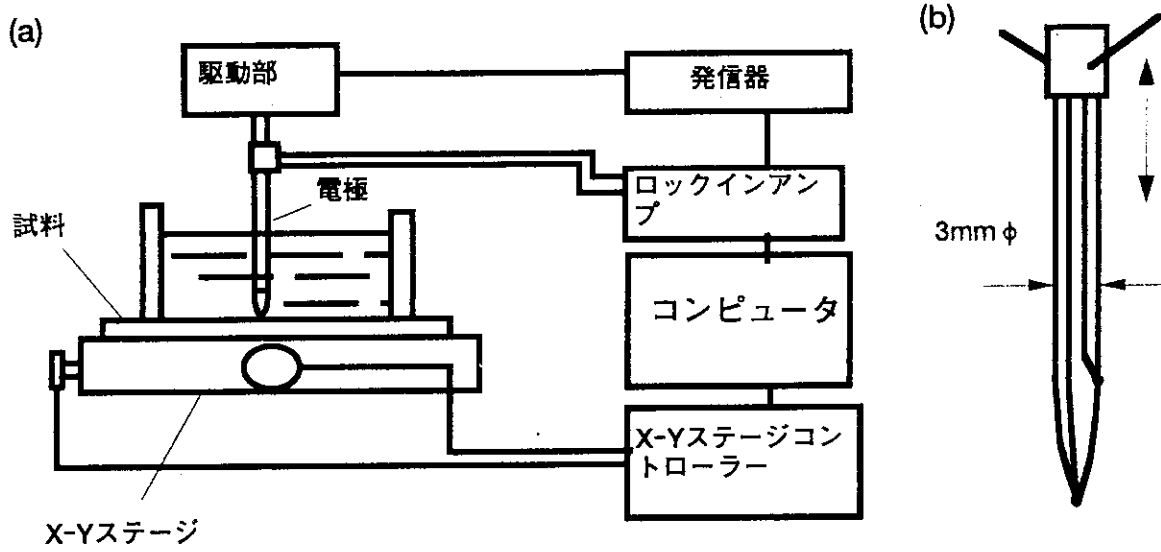 (a)
駆動部
発信器
ロックインアン
プ
電極
試料
コンピュータ
X-Yステージコン
トローラー
X-Yステージ
(b)
3mm φ